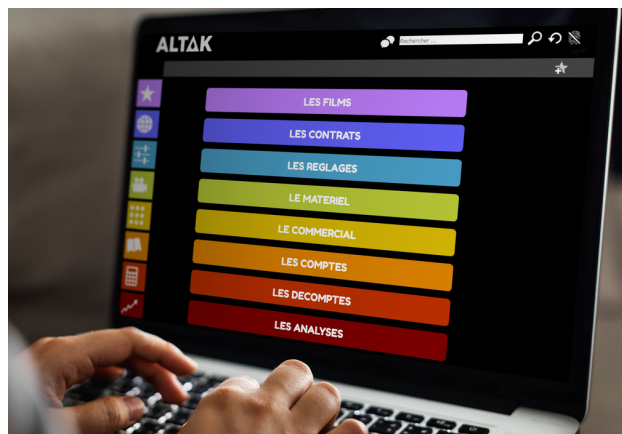 ALTAK
Rechercher ...
LES FILMS
LES CONTRATS
LES REGLAGES
LE MATERIEL
LE COMMERCIAL
LES COMPTES
LES DECOMPTES
LES ANALYSES